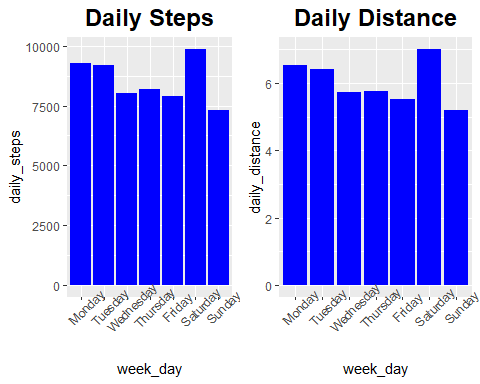 Daily Steps
daily_steps
10000
7500
5000
2500
0
Monday
Tuesday
Wednesday
Thursday
Friday
Saturday
Sunday
week_day
Daily Distance
daily_distance
6
4
2
0
Monday
Tuesday
Wednesday
Thursday
Friday
Saturday
Sunday
week_day